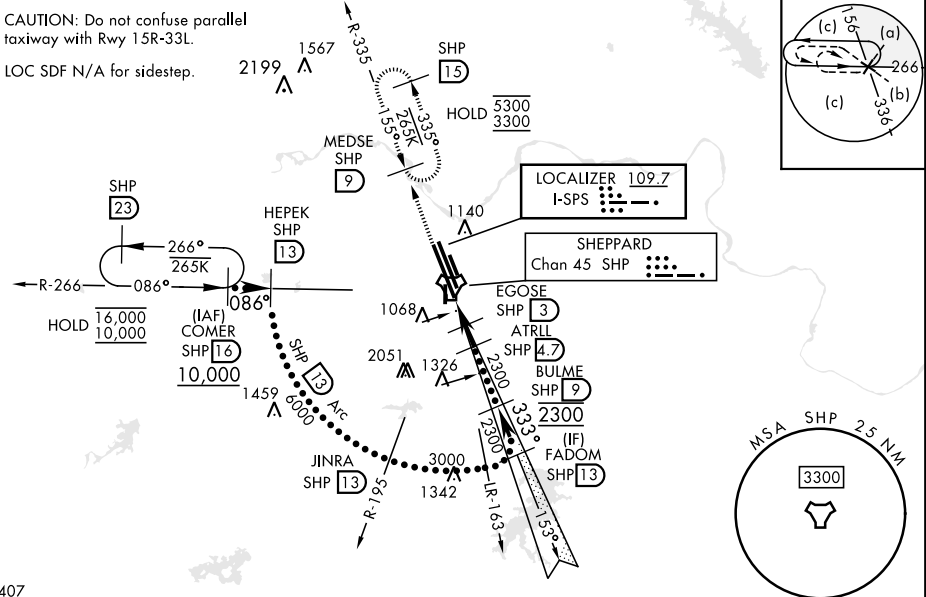 CAUTION: Do not confuse parallel
taxiway with Rwy 15R-33L.
LOC SDF N/A for sidestep.
R-335
1567
2199
SHP
15
HOLD 5300
3300
335°
265K
155°
MEDSE
SHP
9
(c)
156
(a)
266
(b)
(c)
336
LOCALIZER 109.7
I-SPS
1140
SHEPPARD
Chan 45 SHP
SHP
23
HEPEK
SHP
13
266°
265K
R-266
086°
086°
HOLD 16,000
10,000
(IAF)
COMER
SHP 16
10,000
EGOSE
SHP 3
1068
ATRLL
SHP 4.7
2051
1326
2300
BULME
SHP 9
2300
1459
SHP 13 Arc
6000
333°
2300
(IF)
FADOM
SHP 13
JINRA
SHP 13
R-195
3000
1342
LR-163
153°
MSA SHP 25 NM
3300
407